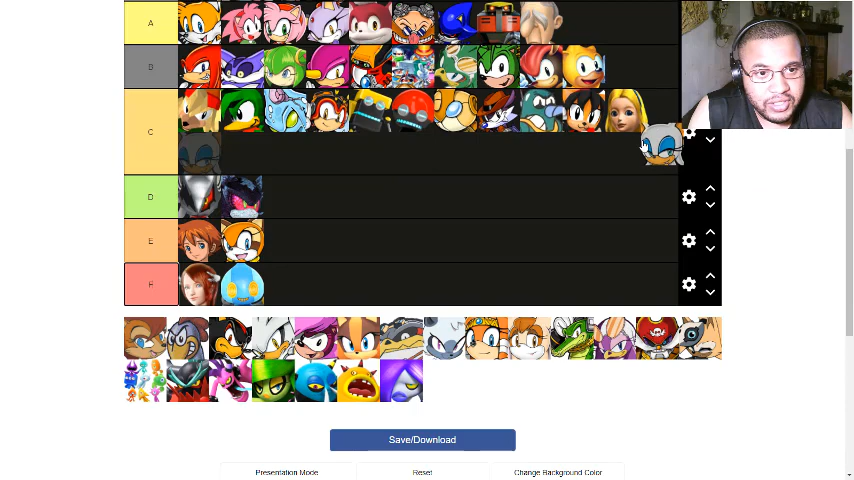 A
B
C
D
E
F
Save/Download
Presentation Mode
Reset
Change Background Color